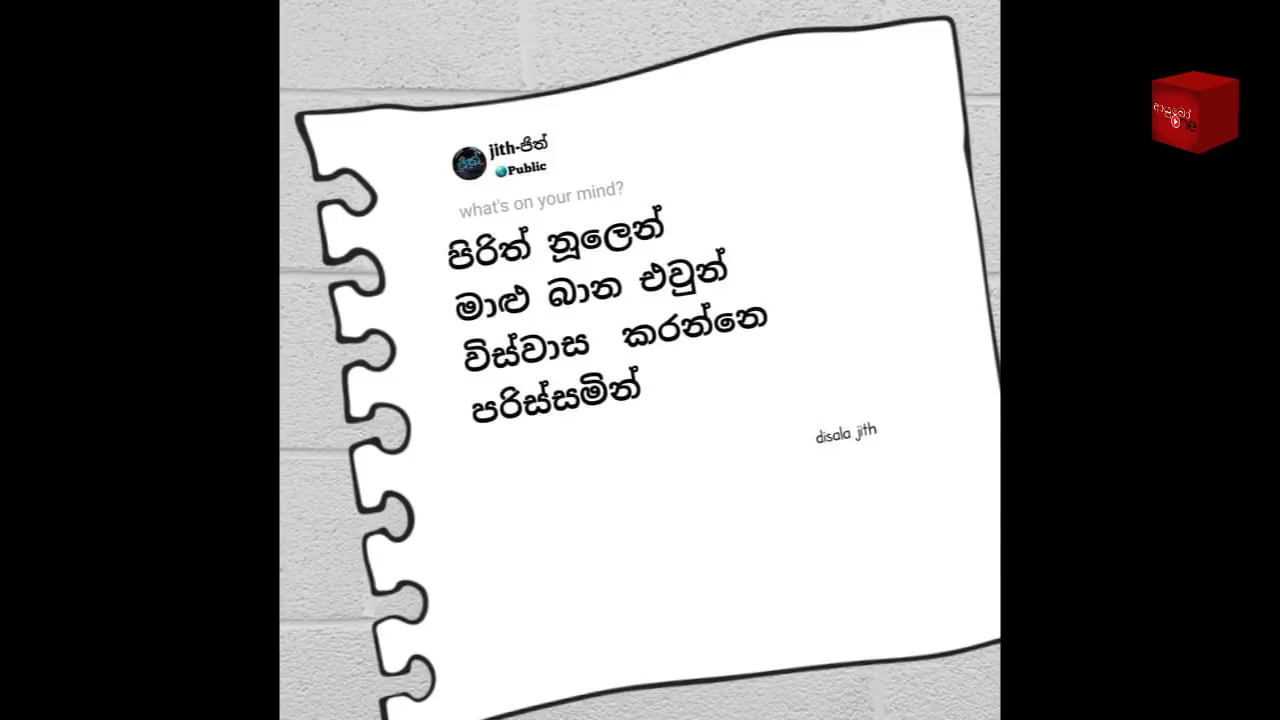 jith-ජිත්
Public
what's on your mind?
පිරිත් නූලෙන්
මාළු බාන එවුන්
විස්වාස කරන්නෙ
පරිස්සමින්
disala jith